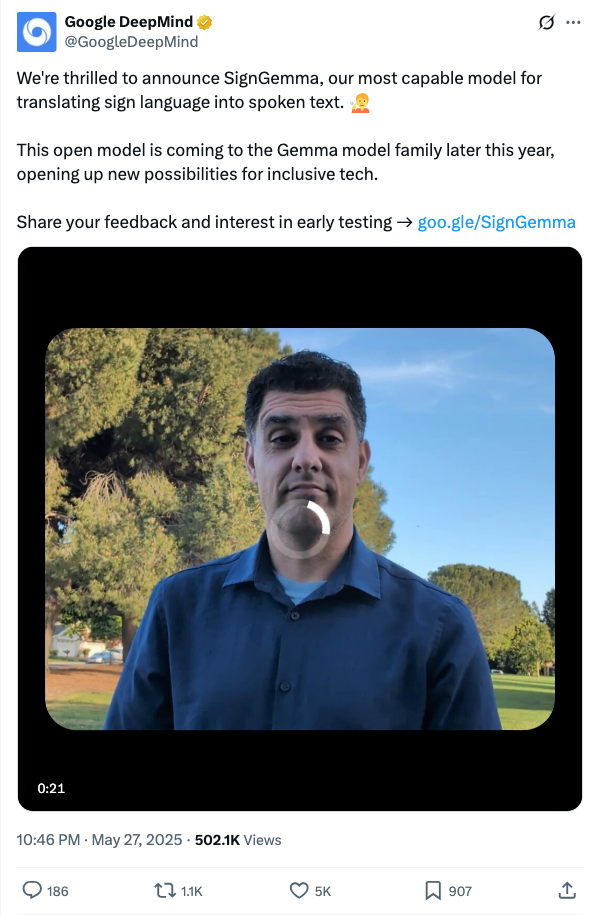 Google DeepMind
@GoogleDeepMind
We're thrilled to announce SignGemma, our most capable model for
translating sign language into spoken text. 🧏
This open model is coming to the Gemma model family later this year,
opening up new possibilities for inclusive tech.
Share your feedback and interest in early testing → goo.gle/SignGemma
0:21
10:46 PM · May 27, 2025 · 502.1K Views
186 1.1K 5K 907